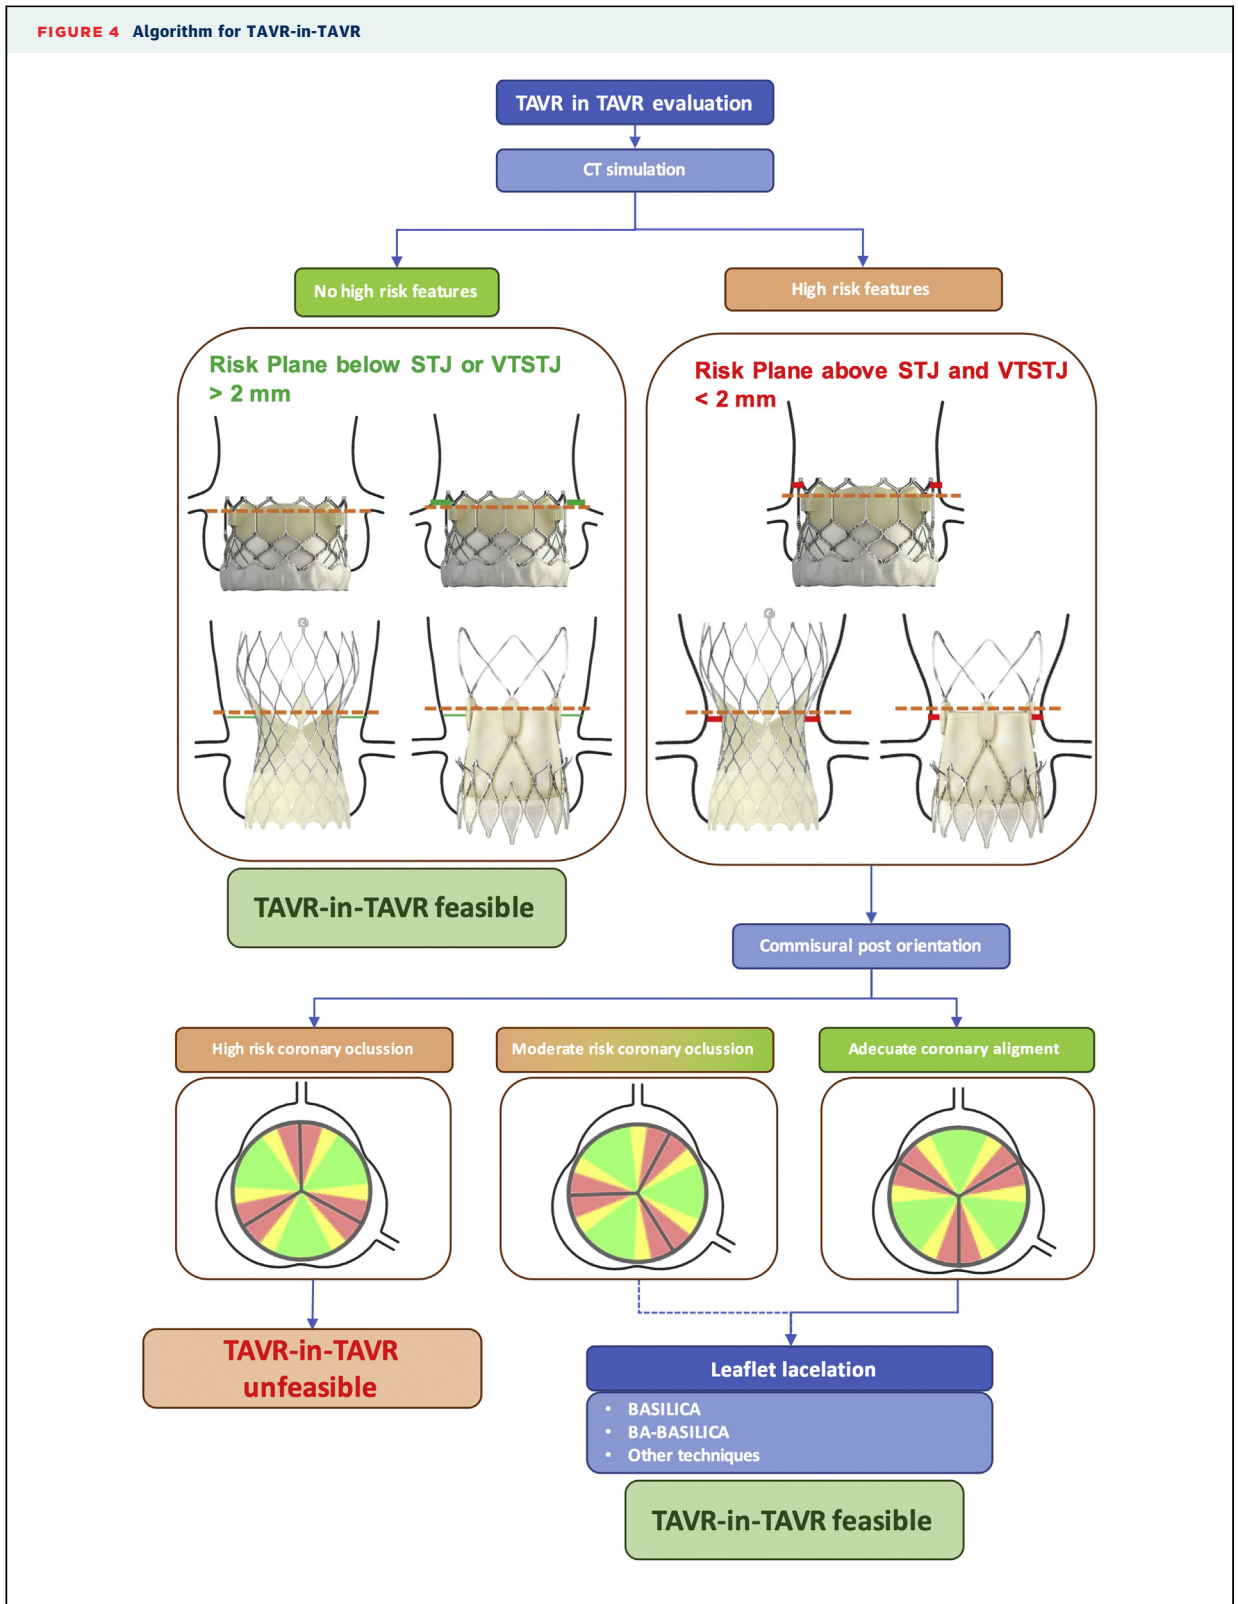 FIGURE 4 Algorithm for TAVR-in-TAVR
TAVR in TAVR evaluation
CT simulation
No high risk features
High risk features
Risk Plane below STJ or VTSTJ
> 2 mm
Risk Plane above STJ and VTSTJ
< 2 mm
TAVR-in-TAVR feasible
Commisural post orientation
High risk coronary oclussion
Moderate risk coronary oclussion
Adecuate coronary aligment
TAVR-in-TAVR
unfeasible
Leaflet lacelation
• BASILICA
• BA-BASILICA
• Other techniques
TAVR-in-TAVR feasible